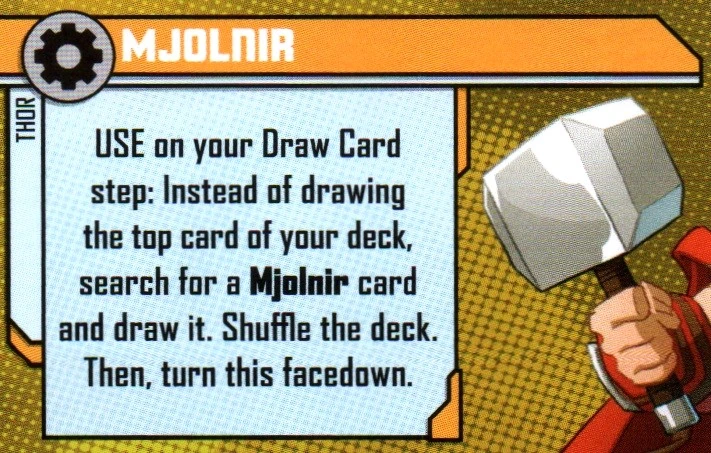 MJOLNIR
THOR
USE on your Draw Card
step: Instead of drawing
the top card of your deck,
search for a Mjolnir card
and draw it. Shuffle the deck.
Then, turn this facedown.